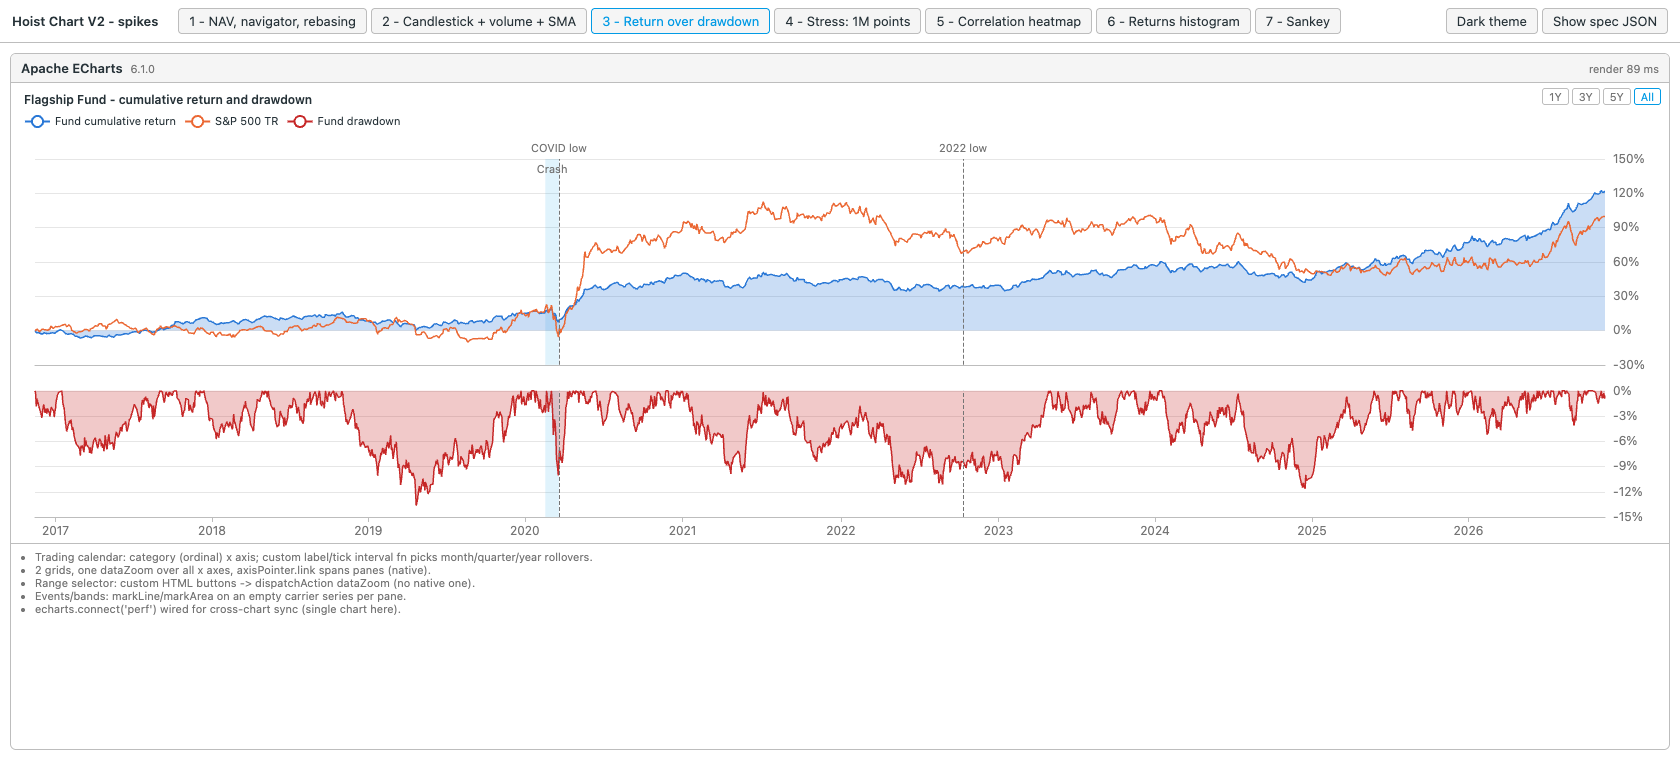 Hoist Chart V2 - spikes
1 - NAV, navigator, rebasing
2 - Candlestick + volume + SMA
3 - Return over drawdown
4 - Stress: 1M points
5 - Correlation heatmap
6 - Returns histogram
7 - Sankey
Dark theme
Show spec JSON
Apache ECharts 6.1.0
render 89 ms
Flagship Fund - cumulative return and drawdown
1Y
3Y
5Y
All
Fund cumulative return
S&P 500 TR
Fund drawdown
COVID low
2022 low
Crash
150%
120%
90%
60%
30%
0%
-30%
0%
-3%
-6%
-9%
-12%
-15%
2017
2018
2019
2020
2021
2022
2023
2024
2025
2026
• Trading calendar: category (ordinal) x axis; custom label/tick interval fn picks month/quarter/year rollovers.
• 2 grids, one dataZoom over all x axes, axisPointer.link spans panes (native).
• Range selector: custom HTML buttons -> dispatchAction dataZoom (no native one).
• Events/bands: markLine/markArea on an empty carrier series per pane.
• echarts.connect('perf') wired for cross-chart sync (single chart here).